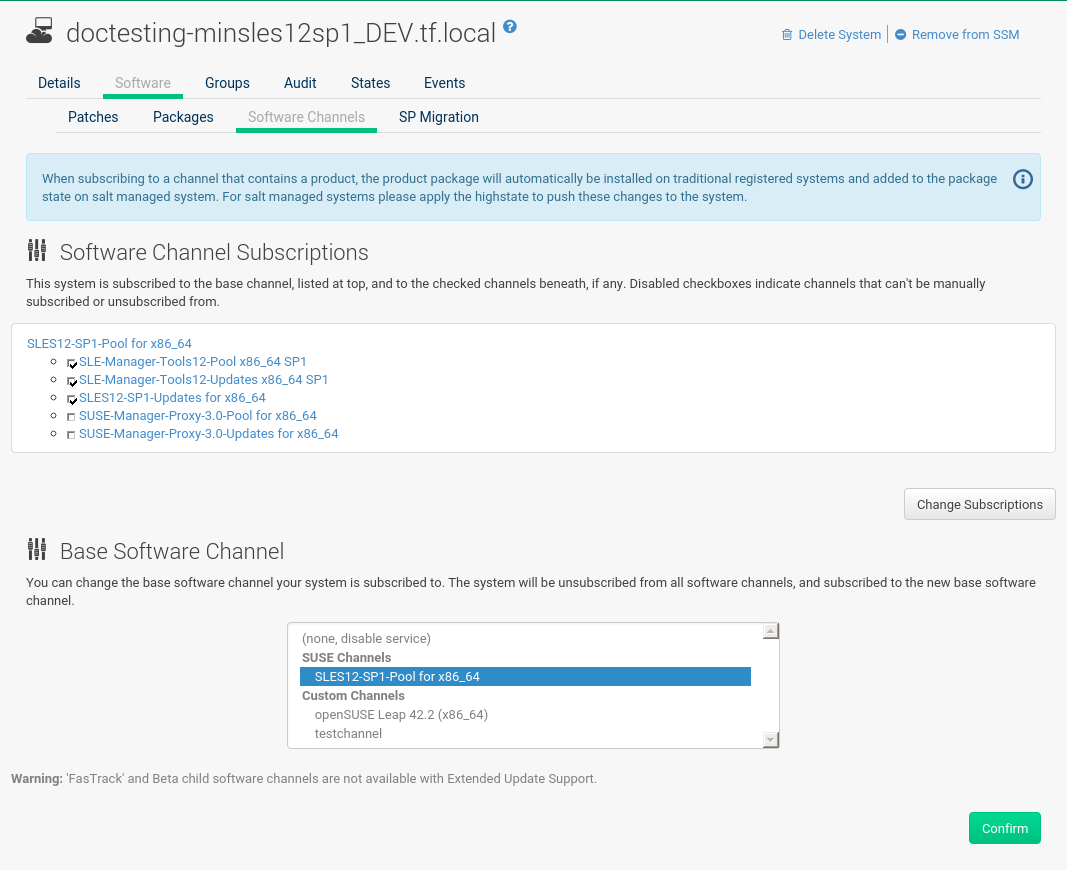 doctesting-minsles12sp1_DEV.tf.local ?
Delete System Remove from SSM
Details Software Groups Audit States Events
Patches Packages Software Channels SP Migration
When subscribing to a channel that contains a product, the product package will automatically be installed on traditional registered systems and added to the package
state on salt managed system. For salt managed systems please apply the highstate to push these changes to the system.
Software Channel Subscriptions
This system is subscribed to the base channel, listed at top, and to the checked channels beneath, if any. Disabled checkboxes indicate channels that can't be manually
subscribed or unsubscribed from.
SLES12-SP1-Pool for x86_64
SLE-Manager-Tools12-Pool x86_64 SP1
SLE-Manager-Tools12-Updates x86_64 SP1
SLES12-SP1-Updates for x86_64
SUSE-Manager-Proxy-3.0-Pool for x86_64
SUSE-Manager-Proxy-3.0-Updates for x86_64
Change Subscriptions
Base Software Channel
You can change the base software channel your system is subscribed to. The system will be unsubscribed from all software channels, and subscribed to the new base software
channel.
(none, disable service)
SUSE Channels
SLES12-SP1-Pool for x86_64
Custom Channels
openSUSE Leap 42.2 (x86_64)
testchannel
Warning: 'FasTrack' and Beta child software channels are not available with Extended Update Support.
Confirm